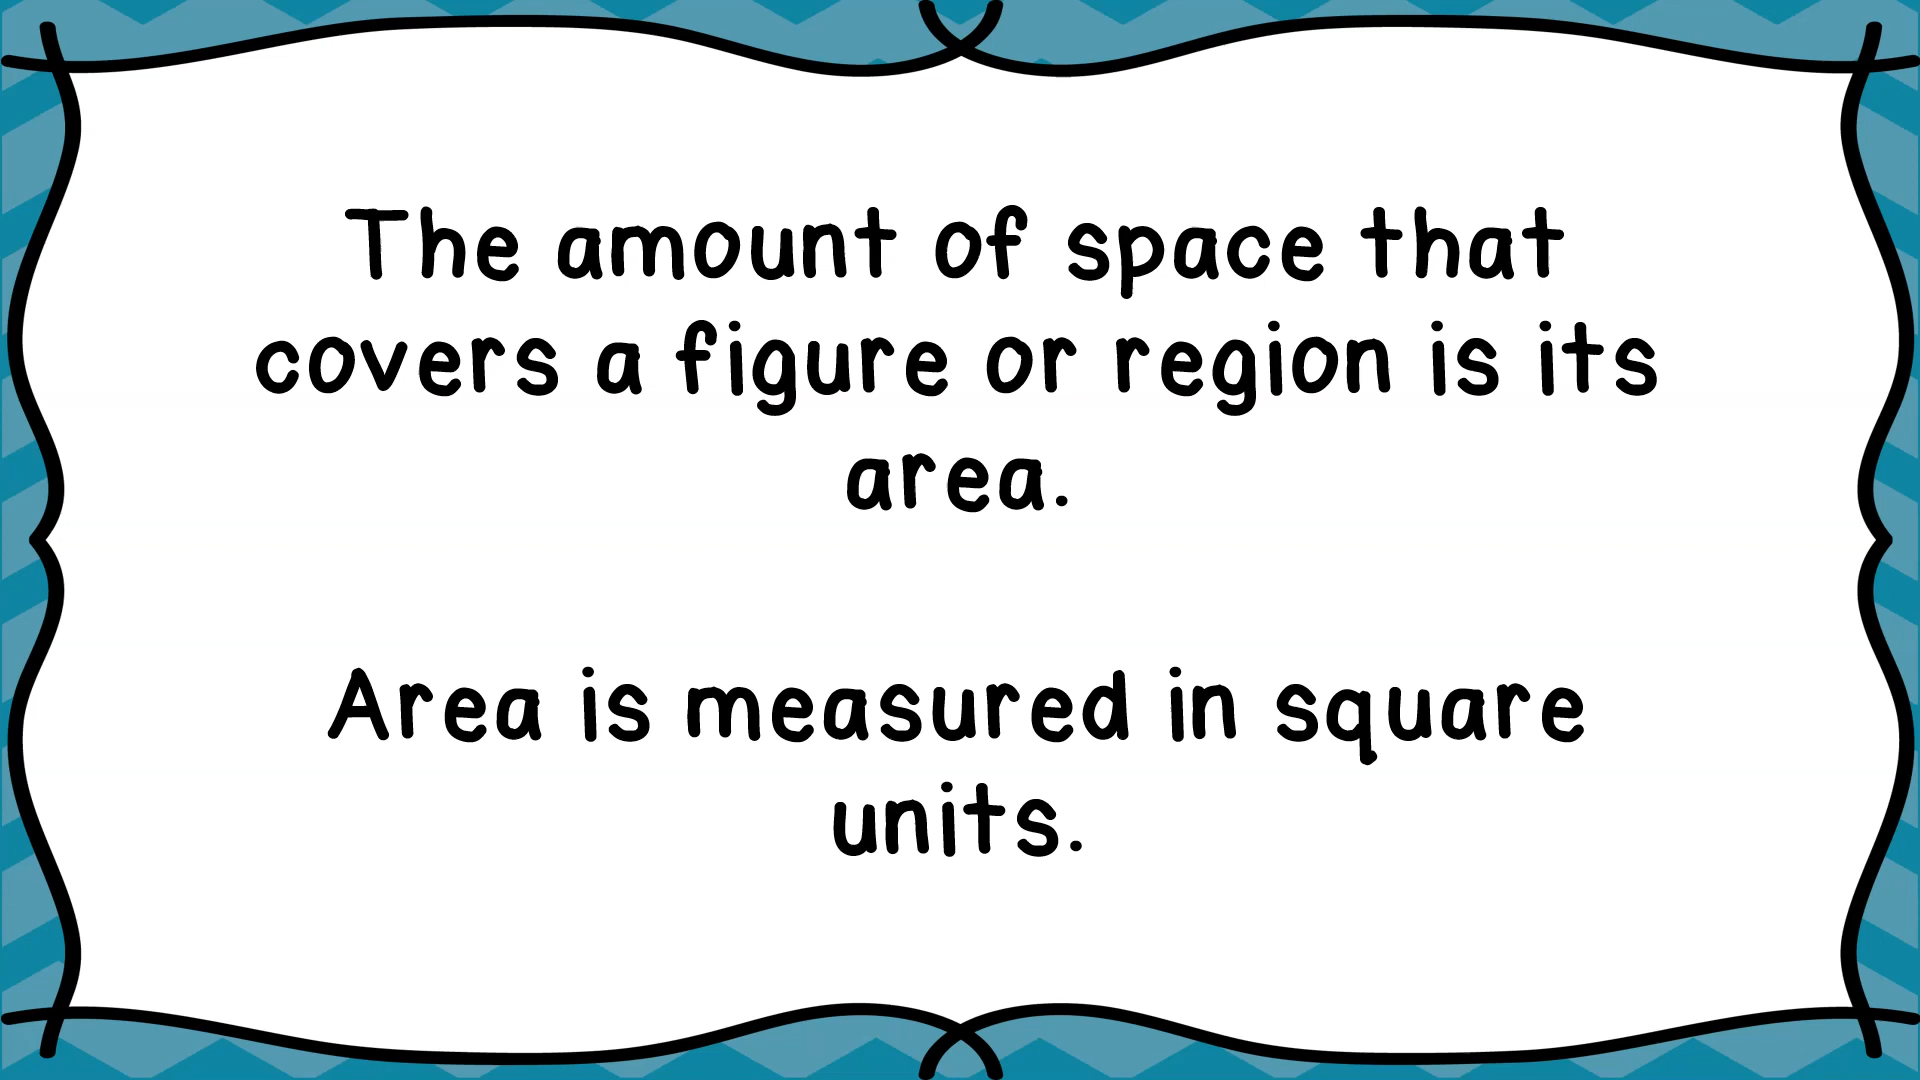 The amount of space that
covers a figure or region is its
area.
Area is measured in square
units.